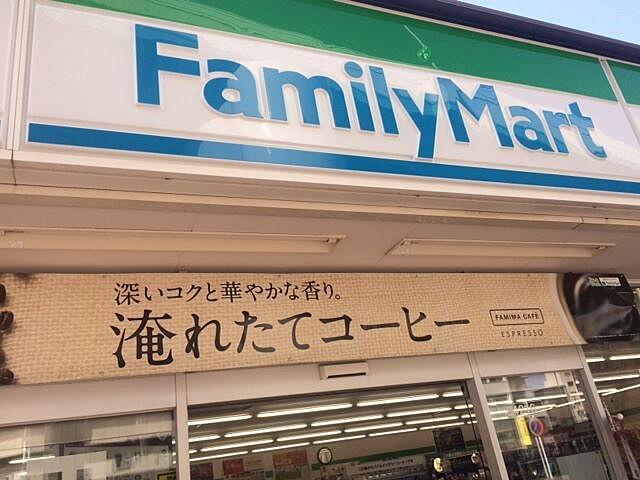 FamilyMart
深いコクと華やかな香り。
淹れたてコーヒー
FAMIMA CAFE
ESPRESSO